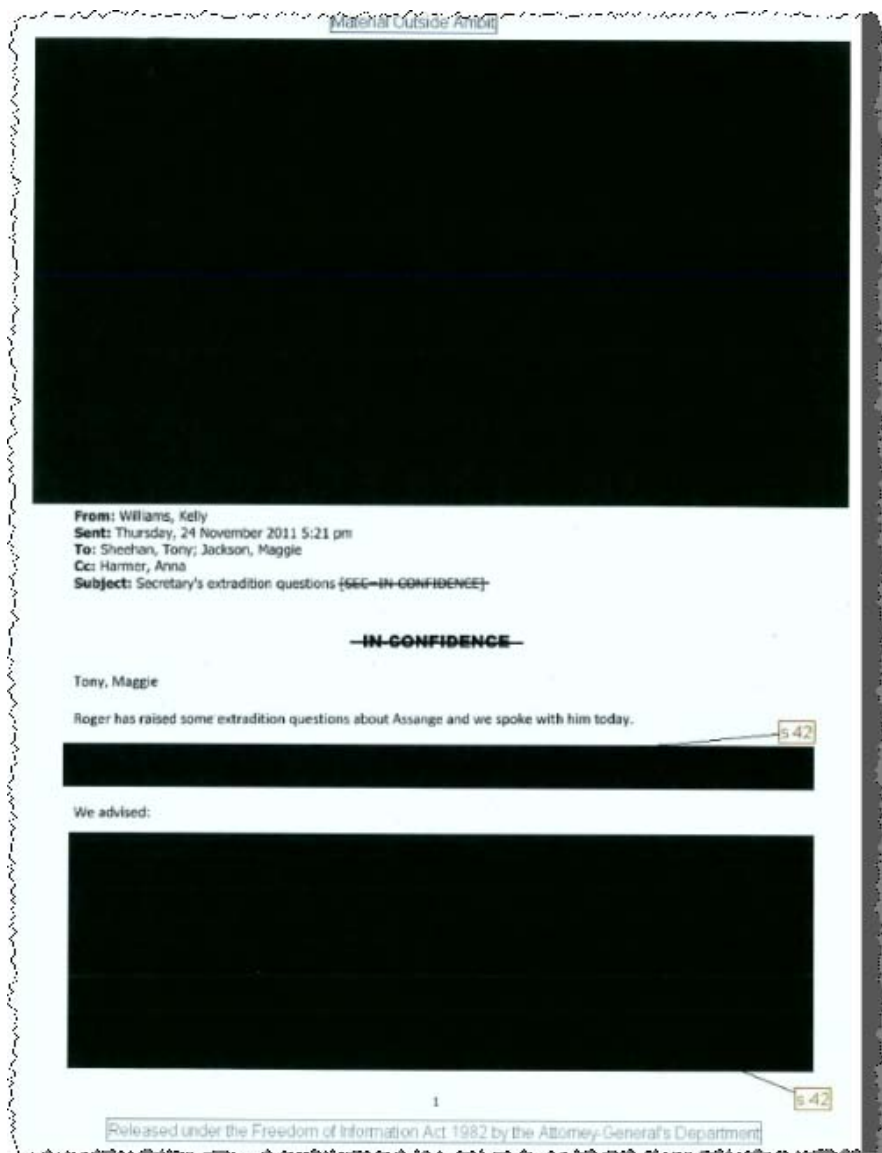 Material Outside Ambit
From: Williams, Kelly
Sent: Thursday, 24 November 2011 5:21 pm
To: Sheehan, Tony; Jackson, Maggie
Cc: Harmer, Anna
Subject: Secretary's extradition questions [SEC=IN-CONFIDENCE]
IN-CONFIDENCE
Tony, Maggie
Roger has raised some extradition questions about Assange and we spoke with him today.
s 42
We advised:
1
s 42
Released under the Freedom of Information Act 1982 by the Attorney-General's Department